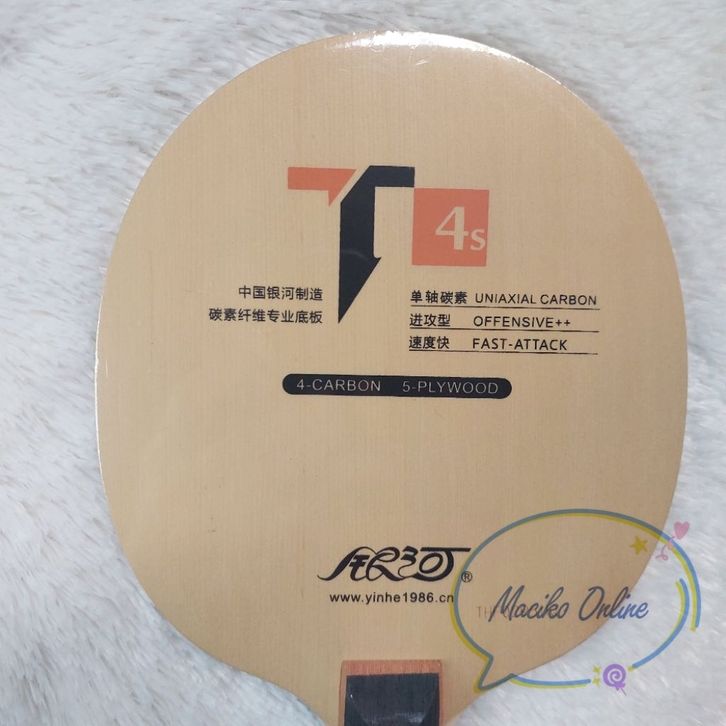 T 4s
中国银河制造
碳素纤维专业底板
单轴碳素 UNIAXIAL CARBON
进攻型 OFFENSIVE++
速度快 FAST-ATTACK
4-CARBON 5-PLYWOOD
银河®
www.yinhe1986.cn
Maciko Online